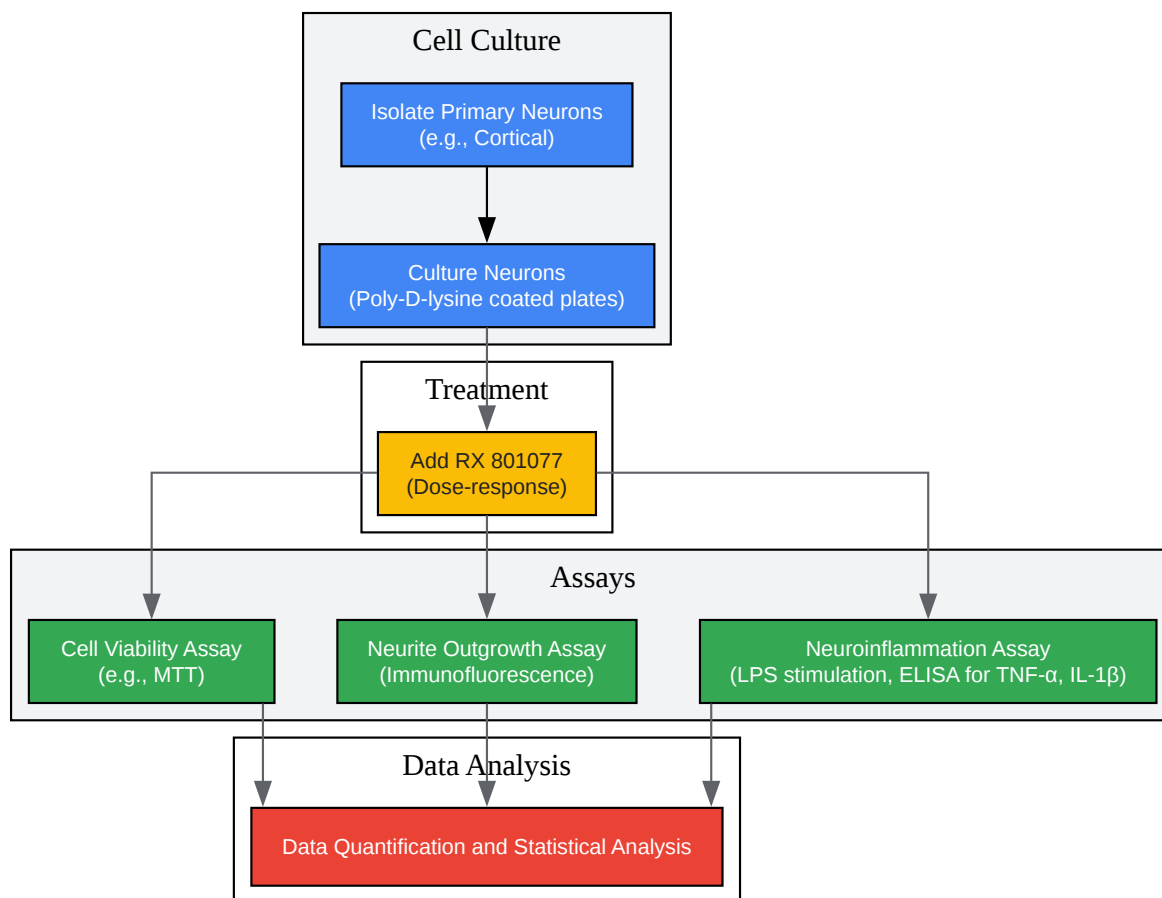 Cell Culture
Isolate Primary Neurons
(e.g., Cortical)
Culture Neurons
(Poly-D-lysine coated plates)
Treatment
Add RX 801077
(Dose-response)
Assays
Cell Viability Assay
(e.g., MTT)
Neurite Outgrowth Assay
(Immunofluorescence)
Neuroinflammation Assay
(LPS stimulation, ELISA for TNF-α, IL-1β)
Data Analysis
Data Quantification and Statistical Analysis